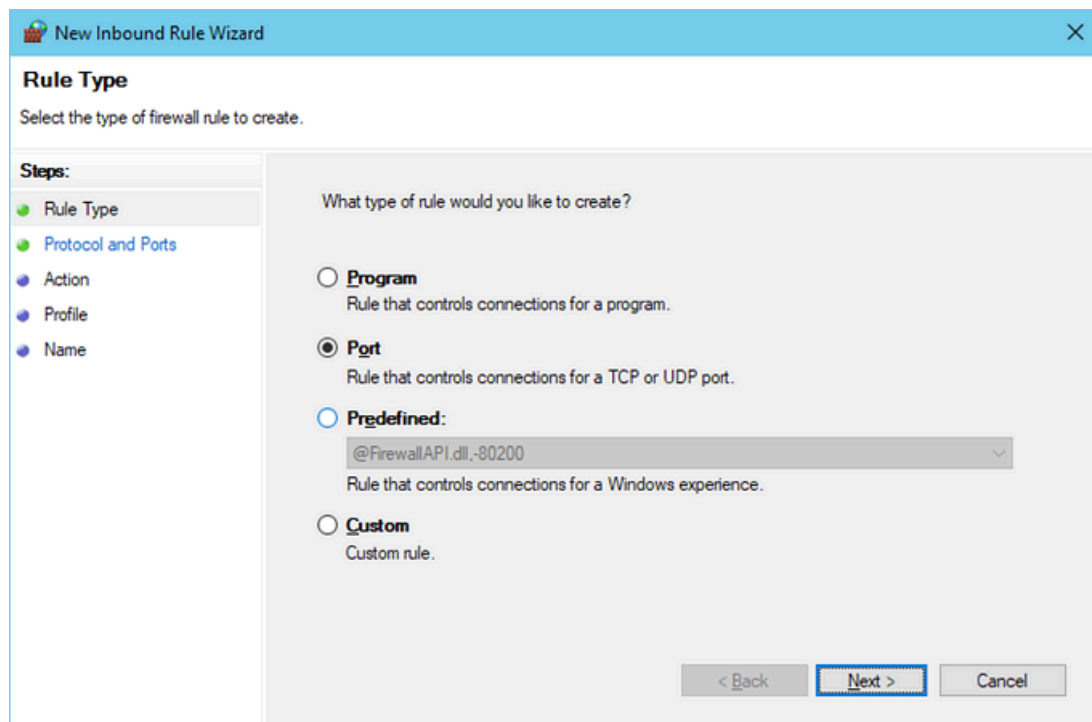 New Inbound Rule Wizard
Rule Type
Select the type of firewall rule to create.
Steps:
Rule Type
Protocol and Ports
Action
Profile
Name
What type of rule would you like to create?
Program
Rule that controls connections for a program.
Port
Rule that controls connections for a TCP or UDP port.
Predefined:
@FirewallAPI.dll,-80200
Rule that controls connections for a Windows experience.
Custom
Custom rule.
< Back
Next >
Cancel